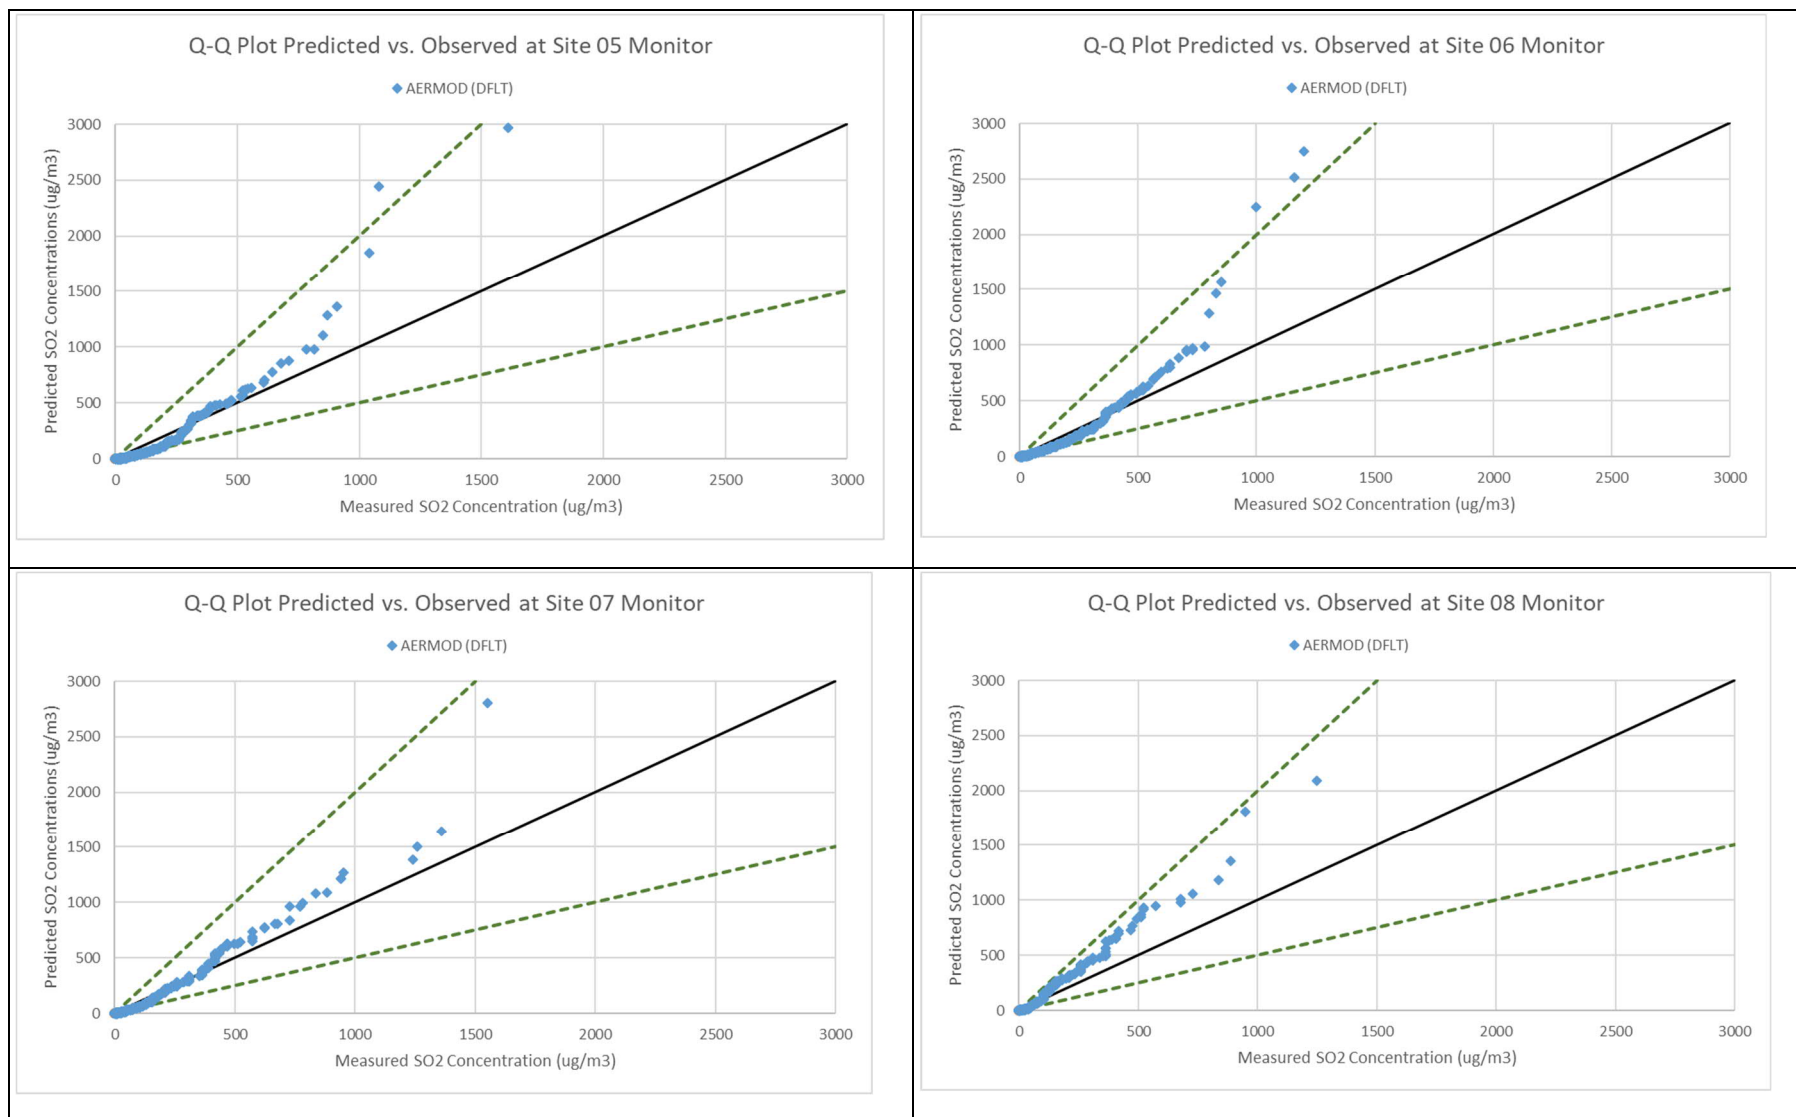 Q-Q Plot Predicted vs. Observed at Site 05 Monitor
AERMOD (DFLT)
Predicted SO2 Concentrations (ug/m3)
3000
2500
2000
1500
1000
500
0
0 500 1000 1500 2000 2500 3000
Measured SO2 Concentration (ug/m3)
Q-Q Plot Predicted vs. Observed at Site 06 Monitor
AERMOD (DFLT)
Predicted SO2 Concentrations (ug/m3)
3000
2500
2000
1500
1000
500
0
0 500 1000 1500 2000 2500 3000
Measured SO2 Concentration (ug/m3)
Q-Q Plot Predicted vs. Observed at Site 07 Monitor
AERMOD (DFLT)
Predicted SO2 Concentrations (ug/m3)
3000
2500
2000
1500
1000
500
0
0 500 1000 1500 2000 2500 3000
Measured SO2 Concentration (ug/m3)
Q-Q Plot Predicted vs. Observed at Site 08 Monitor
AERMOD (DFLT)
Predicted SO2 Concentrations (ug/m3)
3000
2500
2000
1500
1000
500
0
0 500 1000 1500 2000 2500 3000
Measured SO2 Concentration (ug/m3)